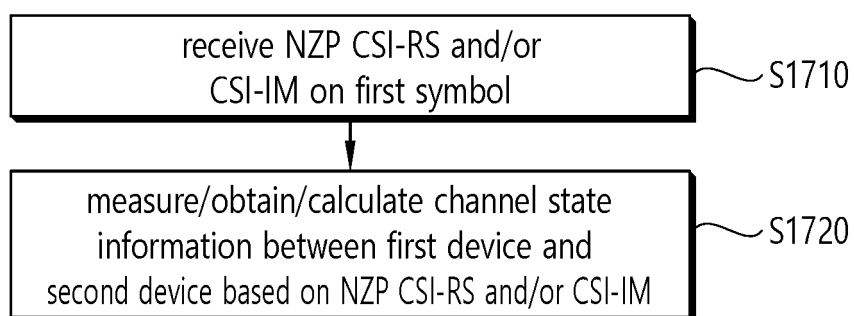 receive NZP CSI-RS and/or
CSI-IM on first symbol
S1710
measure/obtain/calculate channel state
information between first device and
second device based on NZP CSI-RS and/or CSI-IM
S1720